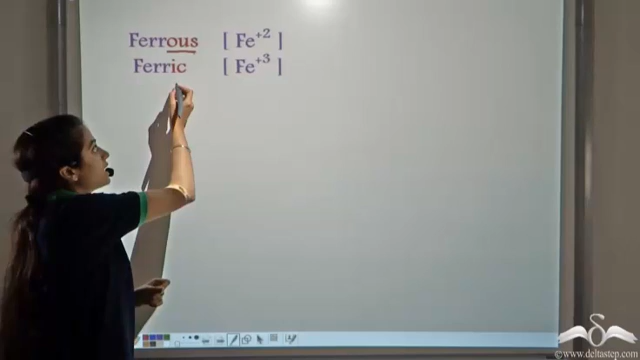 Ferrous [ Fe⁺² ]
Ferric [ Fe⁺³ ]
©www.deltastep.com